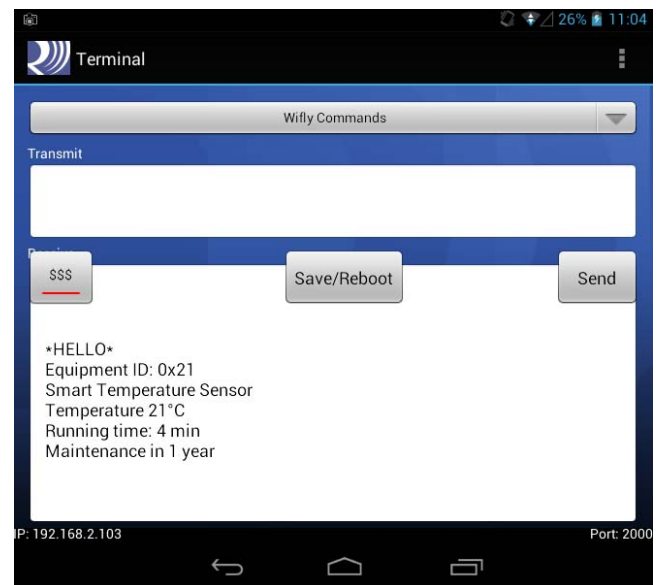 26% 11:04
Terminal
Wifly Commands
Transmit
$$$
Save/Reboot
Send
*HELLO*
Equipment ID: 0x21
Smart Temperature Sensor
Temperature 21°C
Running time: 4 min
Maintenance in 1 year
IP: 192.168.2.103
Port: 2000